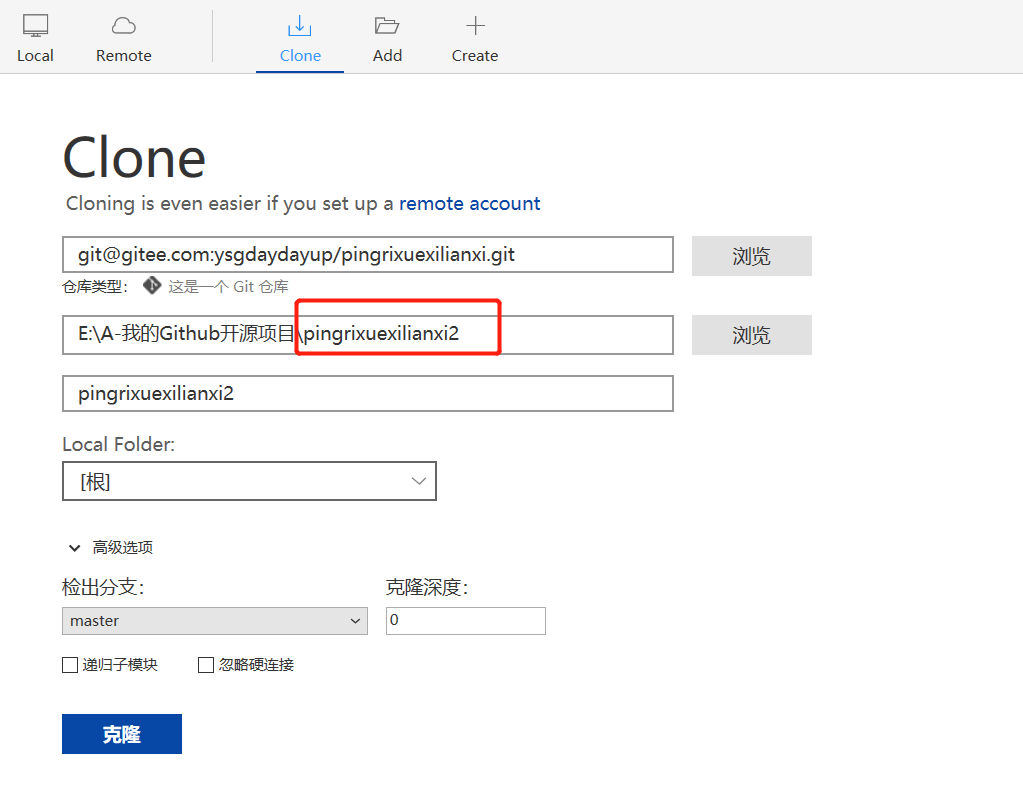 Local Remote Clone Add Create
Clone
Cloning is even easier if you set up a remote account
git@gitee.com:ysgdaydayup/pingrixuexilianxi.git 浏览
仓库类型： 这是一个 Git 仓库
E:\A-我的Github开源项目\pingrixuexilianxi2 浏览
pingrixuexilianxi2
Local Folder:
[根]
高级选项
检出分支： 克隆深度：
master 0
递归子模块 忽略硬连接
克隆